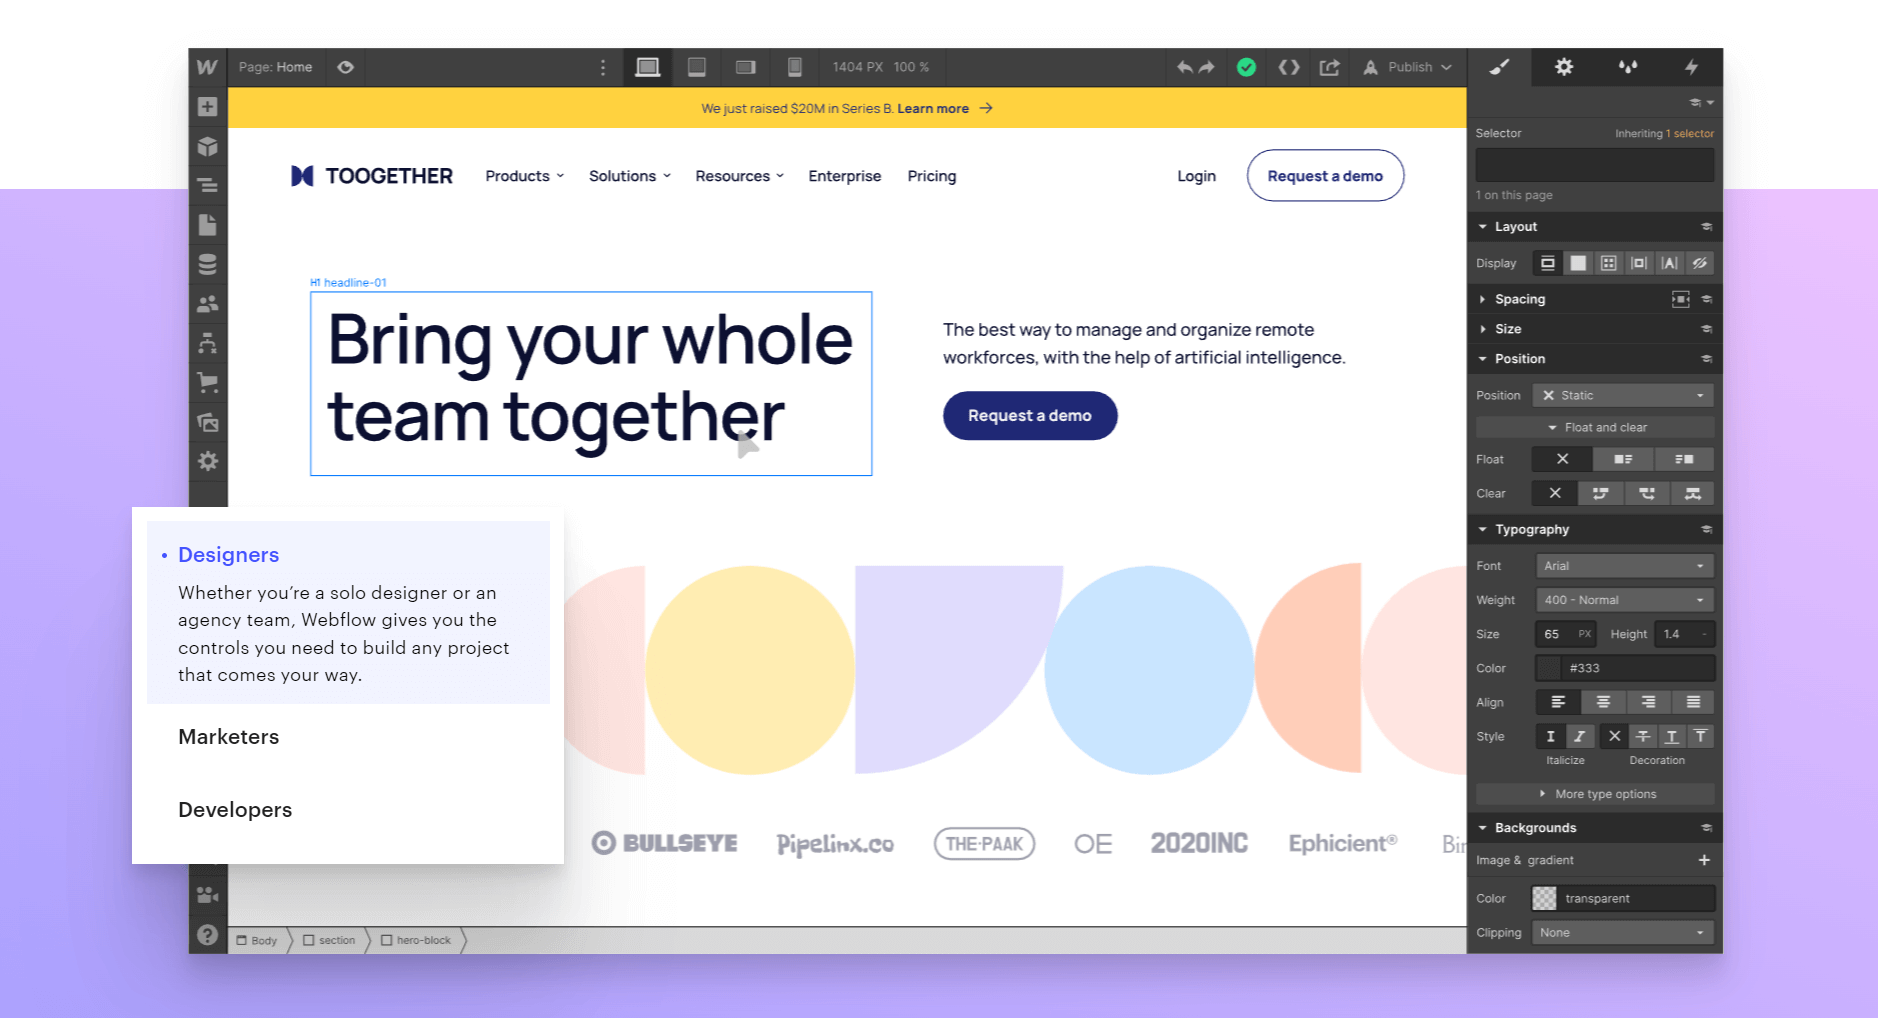 Page: Home
1404 PX 100 %
Publish
We just raised $20M in Series B. Learn more →
TOOGETHER
Products
Solutions
Resources
Enterprise
Pricing
Login
Request a demo
H1 headline-01
Bring your whole
team together
The best way to manage and organize remote
workforces, with the help of artificial intelligence.
Request a demo
• Designers
Whether you’re a solo designer or an
agency team, Webflow gives you the
controls you need to build any project
that comes your way.
Marketers
Developers
BULLSEYE
Pipelinx.co
THE·PAAK
OE
2020INC
Ephicient®
Body
section
hero-block
Selector
Inheriting 1 selector
1 on this page
Layout
Display
Spacing
Size
Position
Position
Static
Float and clear
Float
Clear
Typography
Font
Arial
Weight
400 - Normal
Size
65 PX
Height
1.4 -
Color
#333
Align
Style
Italicize
Decoration
More type options
Backgrounds
Image & gradient
Color
transparent
Clipping
None